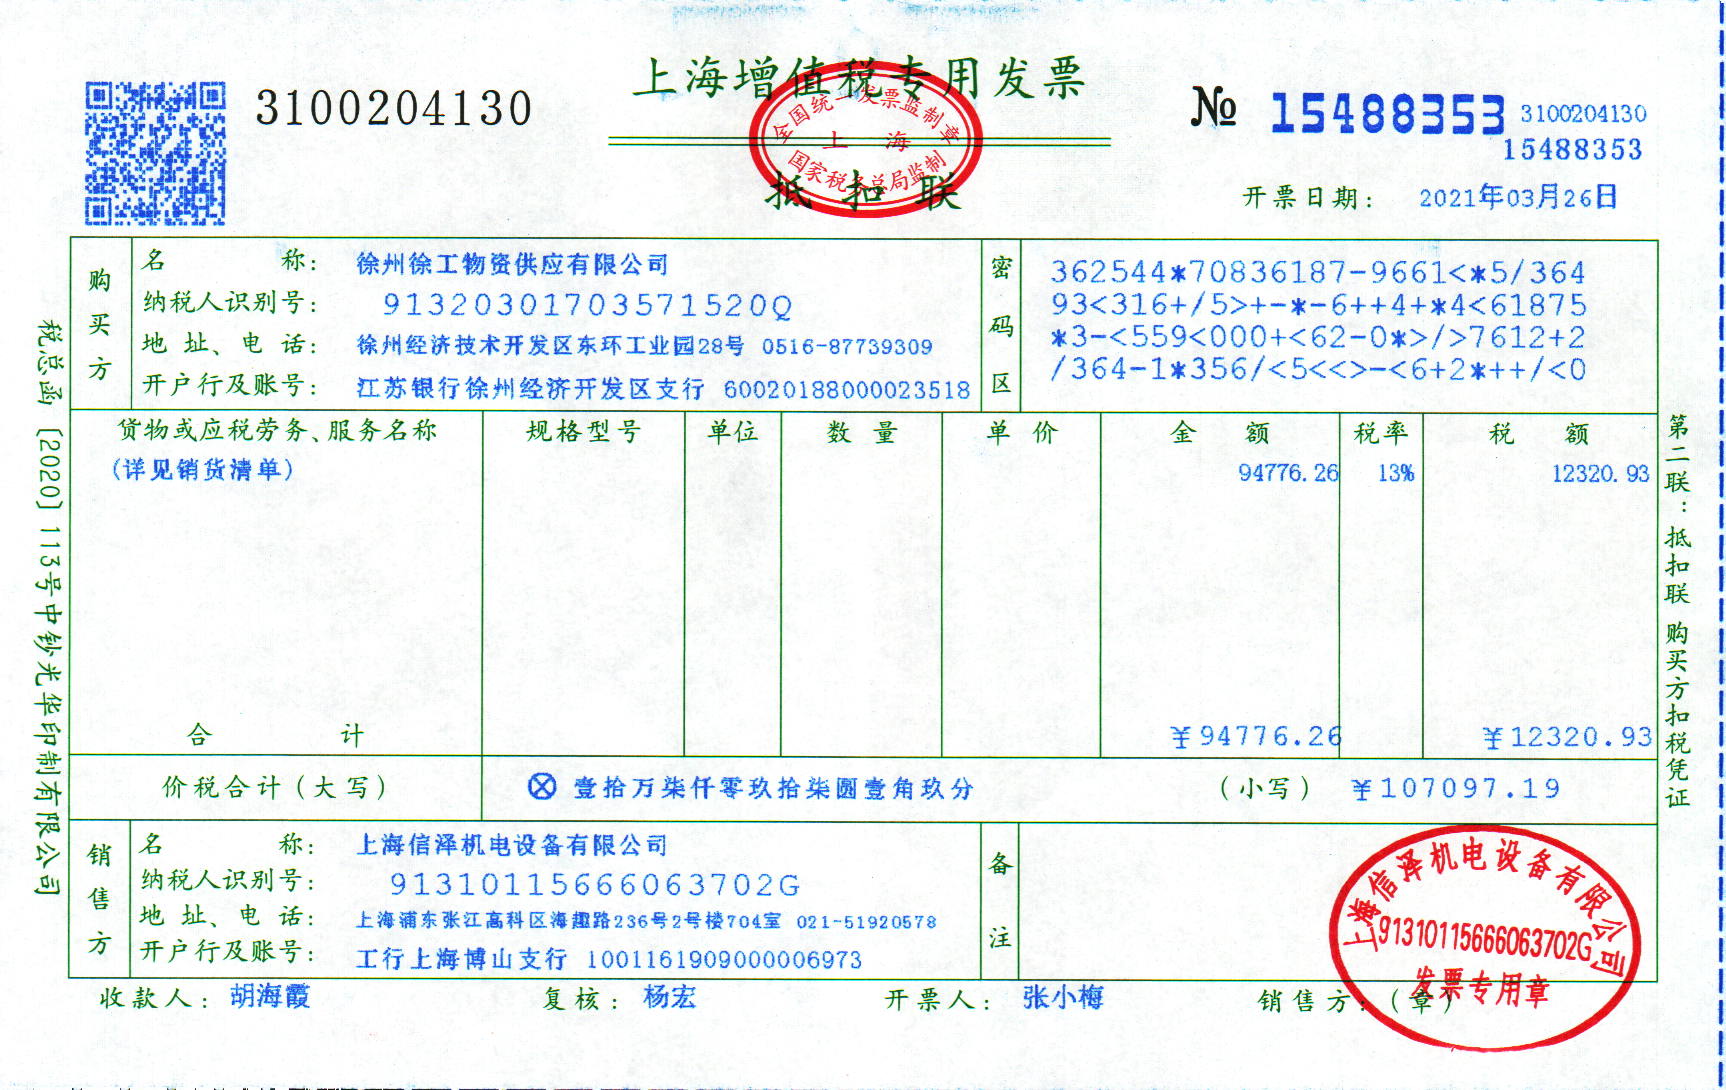 上海增值税专用发票
3100204130
№ 15488353
3100204130
15488353
全国统一发票监制章
上 海
国家税务总局监制
抵 扣 联
开票日期: 2021年03月26日
税总函〔2020〕113号中钞光华印制有限公司
购买方
名 称: 徐州徐工物资供应有限公司
纳税人识别号: 91320301703571520Q
地 址、电 话: 徐州经济技术开发区东环工业园28号 0516-87739309
开户行及账号: 江苏银行徐州经济开发区支行 60020188000023518
密码区
362544*70836187-9661<*5/364
93<316+/5>+-*-6++4+*4<61875
*3-<559<000+<62-0*>/>7612+2
/364-1*356/<5<<>-<6+2*++/<0
货物或应税劳务、服务名称 规格型号 单位 数 量 单 价 金 额 税率 税 额
(详见销货清单) 94776.26 13% 12320.93
合 计 ¥94776.26 ¥12320.93
价税合计(大写) ⊗ 壹拾万柒仟零玖拾柒圆壹角玖分 (小写) ¥107097.19
第二联:抵扣联 购买方扣税凭证
销售方
名 称: 上海信泽机电设备有限公司
纳税人识别号: 91310115666063702G
地 址、电 话: 上海浦东张江高科区海趣路236号2号楼704室 021-51920578
开户行及账号: 工行上海博山支行 1001161909000006973
备注
上海信泽机电设备有限公司
91310115666063702G
发票专用章
收款人: 胡海霞 复核: 杨宏 开票人: 张小梅 销售方:(章)